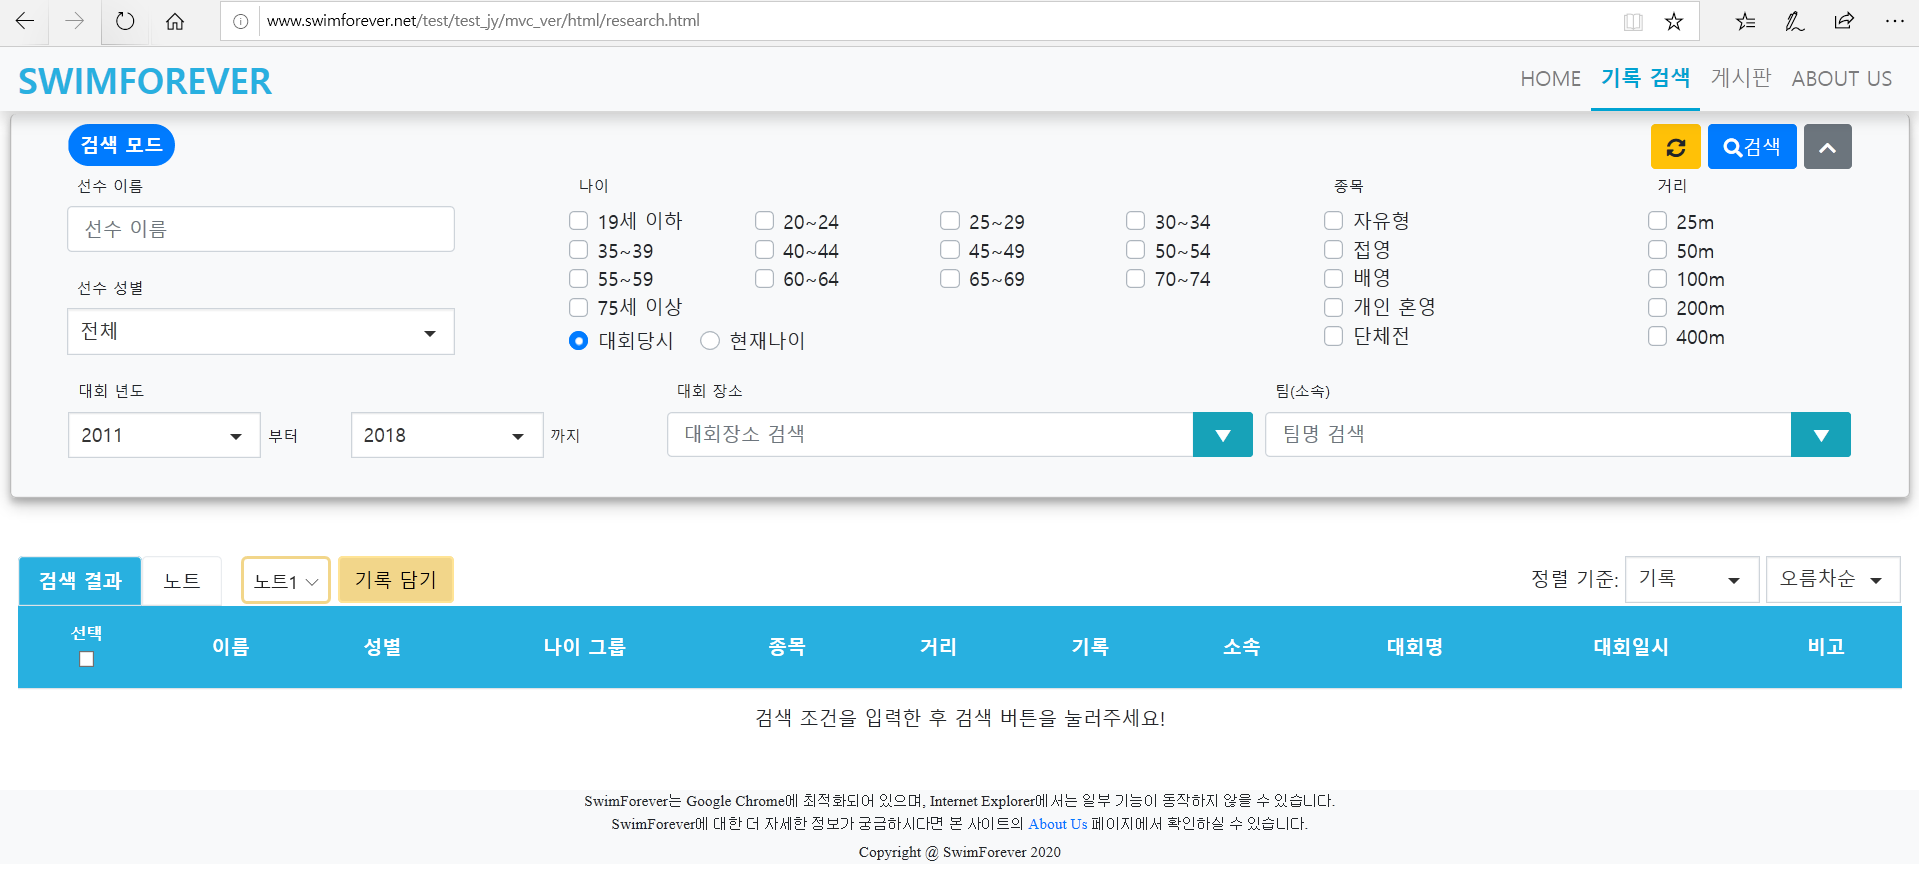 www.swimforever.net/test/test_jy/mvc_ver/html/research.html
SWIMFOREVER HOME 기록 검색 게시판 ABOUT US
검색 모드 검색
선수 이름 나이 종목 거리
선수 이름 19세 이하 20~24 25~29 30~34 자유형 25m
35~39 40~44 45~49 50~54 접영 50m
선수 성별 55~59 60~64 65~69 70~74 배영 100m
75세 이상 개인 혼영 200m
전체 대회당시 현재나이 단체전 400m
대회 년도 대회 장소 팀(소속)
2011 부터 2018 까지 대회장소 검색 ▼ 팀명 검색 ▼
검색 결과 노트 노트1 기록 담기 정렬 기준: 기록 오름차순
선택 이름 성별 나이 그룹 종목 거리 기록 소속 대회명 대회일시 비고
검색 조건을 입력한 후 검색 버튼을 눌러주세요!
SwimForever는 Google Chrome에 최적화되어 있으며, Internet Explorer에서는 일부 기능이 동작하지 않을 수 있습니다.
SwimForever에 대한 더 자세한 정보가 궁금하시다면 본 사이트의 About Us 페이지에서 확인하실 수 있습니다.
Copyright @ SwimForever 2020